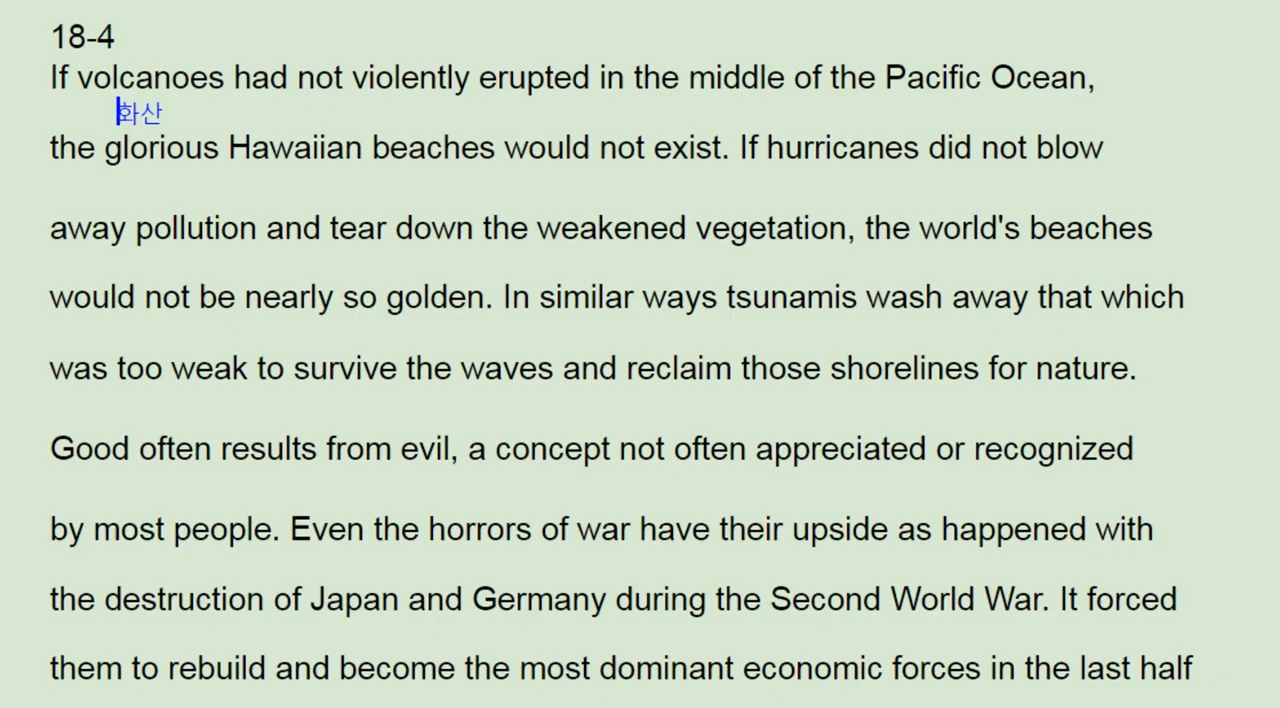 18-4
If volcanoes had not violently erupted in the middle of the Pacific Ocean,
화산
the glorious Hawaiian beaches would not exist. If hurricanes did not blow
away pollution and tear down the weakened vegetation, the world's beaches
would not be nearly so golden. In similar ways tsunamis wash away that which
was too weak to survive the waves and reclaim those shorelines for nature.
Good often results from evil, a concept not often appreciated or recognized
by most people. Even the horrors of war have their upside as happened with
the destruction of Japan and Germany during the Second World War. It forced
them to rebuild and become the most dominant economic forces in the last half